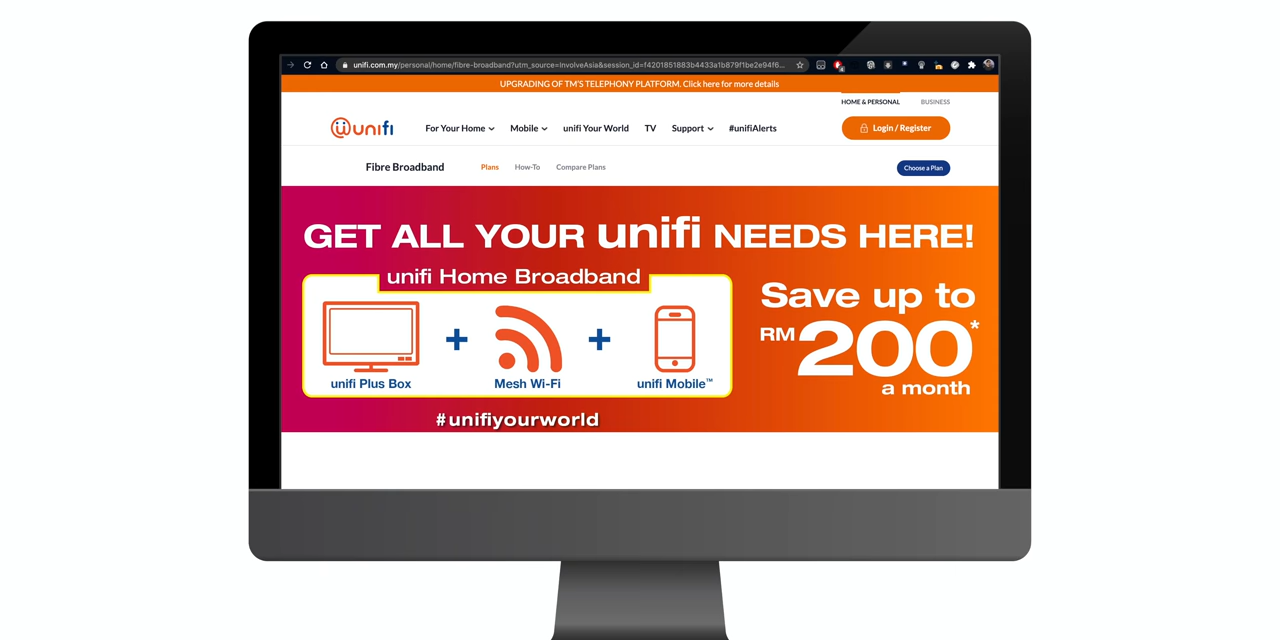 unifi.com.my/personal/home/fibre-broadband?utm_source=InvolveAsia&session_id=f4201851883b4433a1b879f1be2e94f6...
UPGRADING OF TM'S TELEPHONY PLATFORM. Click here for more details
HOME & PERSONAL BUSINESS
unifi For Your Home Mobile unifi Your World TV Support #unifiAlerts Login / Register
Fibre Broadband Plans How-To Compare Plans Choose a Plan
GET ALL YOUR unifi NEEDS HERE!
unifi Home Broadband
+ +
unifi Plus Box Mesh Wi-Fi unifi Mobile™
Save up to
RM200*
a month
#unifiyourworld